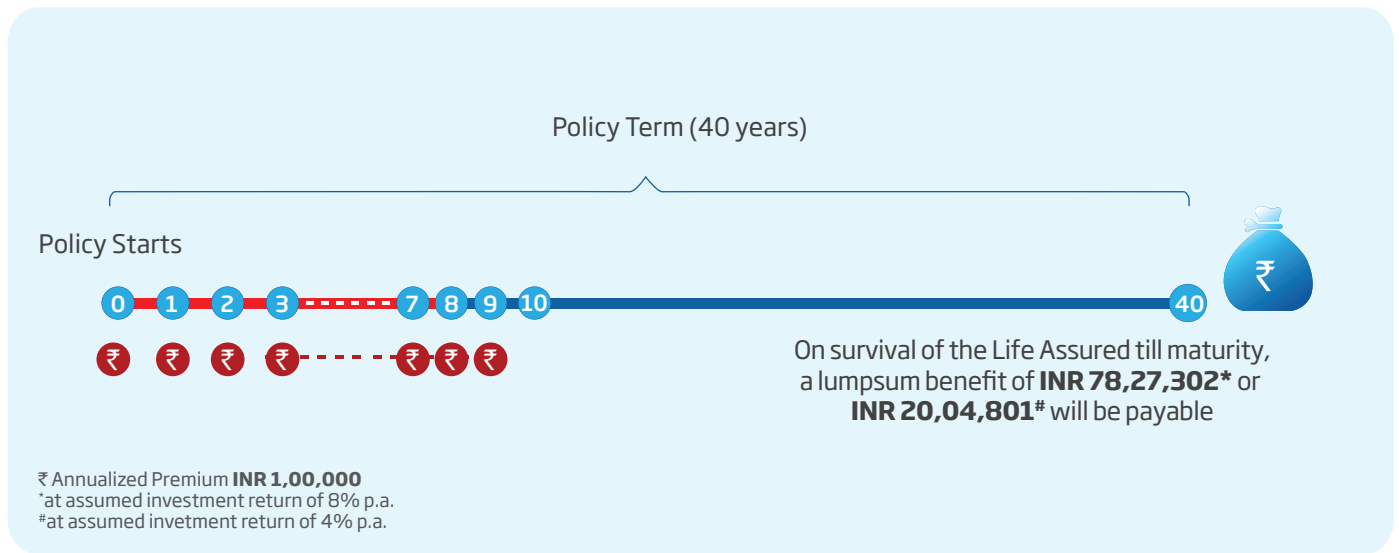 Policy Term (40 years)
Policy Starts
₹
0 1 2 3 7 8 9 10 40
₹ ₹ ₹ ₹ ₹ ₹ ₹
On survival of the Life Assured till maturity,
a lumpsum benefit of INR 78,27,302* or
INR 20,04,801# will be payable
₹ Annualized Premium INR 1,00,000
*at assumed investment return of 8% p.a.
#at assumed invetment return of 4% p.a.